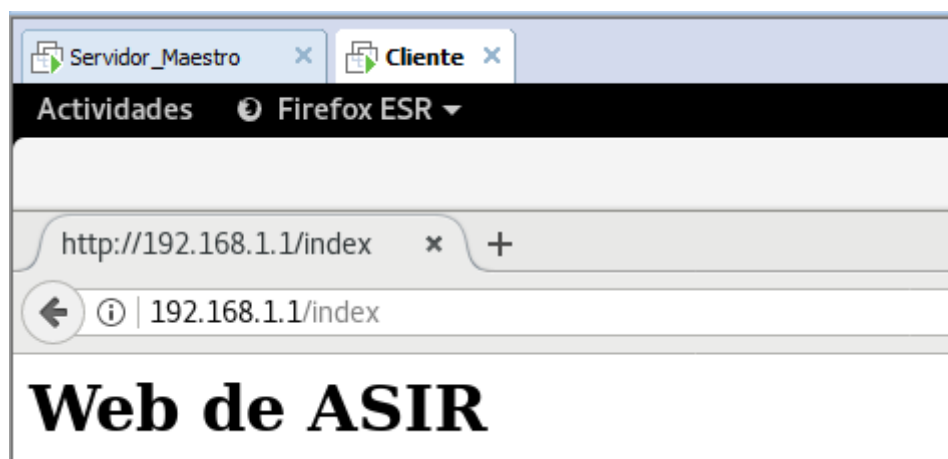 Servidor_Maestro Cliente
Actividades Firefox ESR
http://192.168.1.1/index
192.168.1.1/index
Web de ASIR